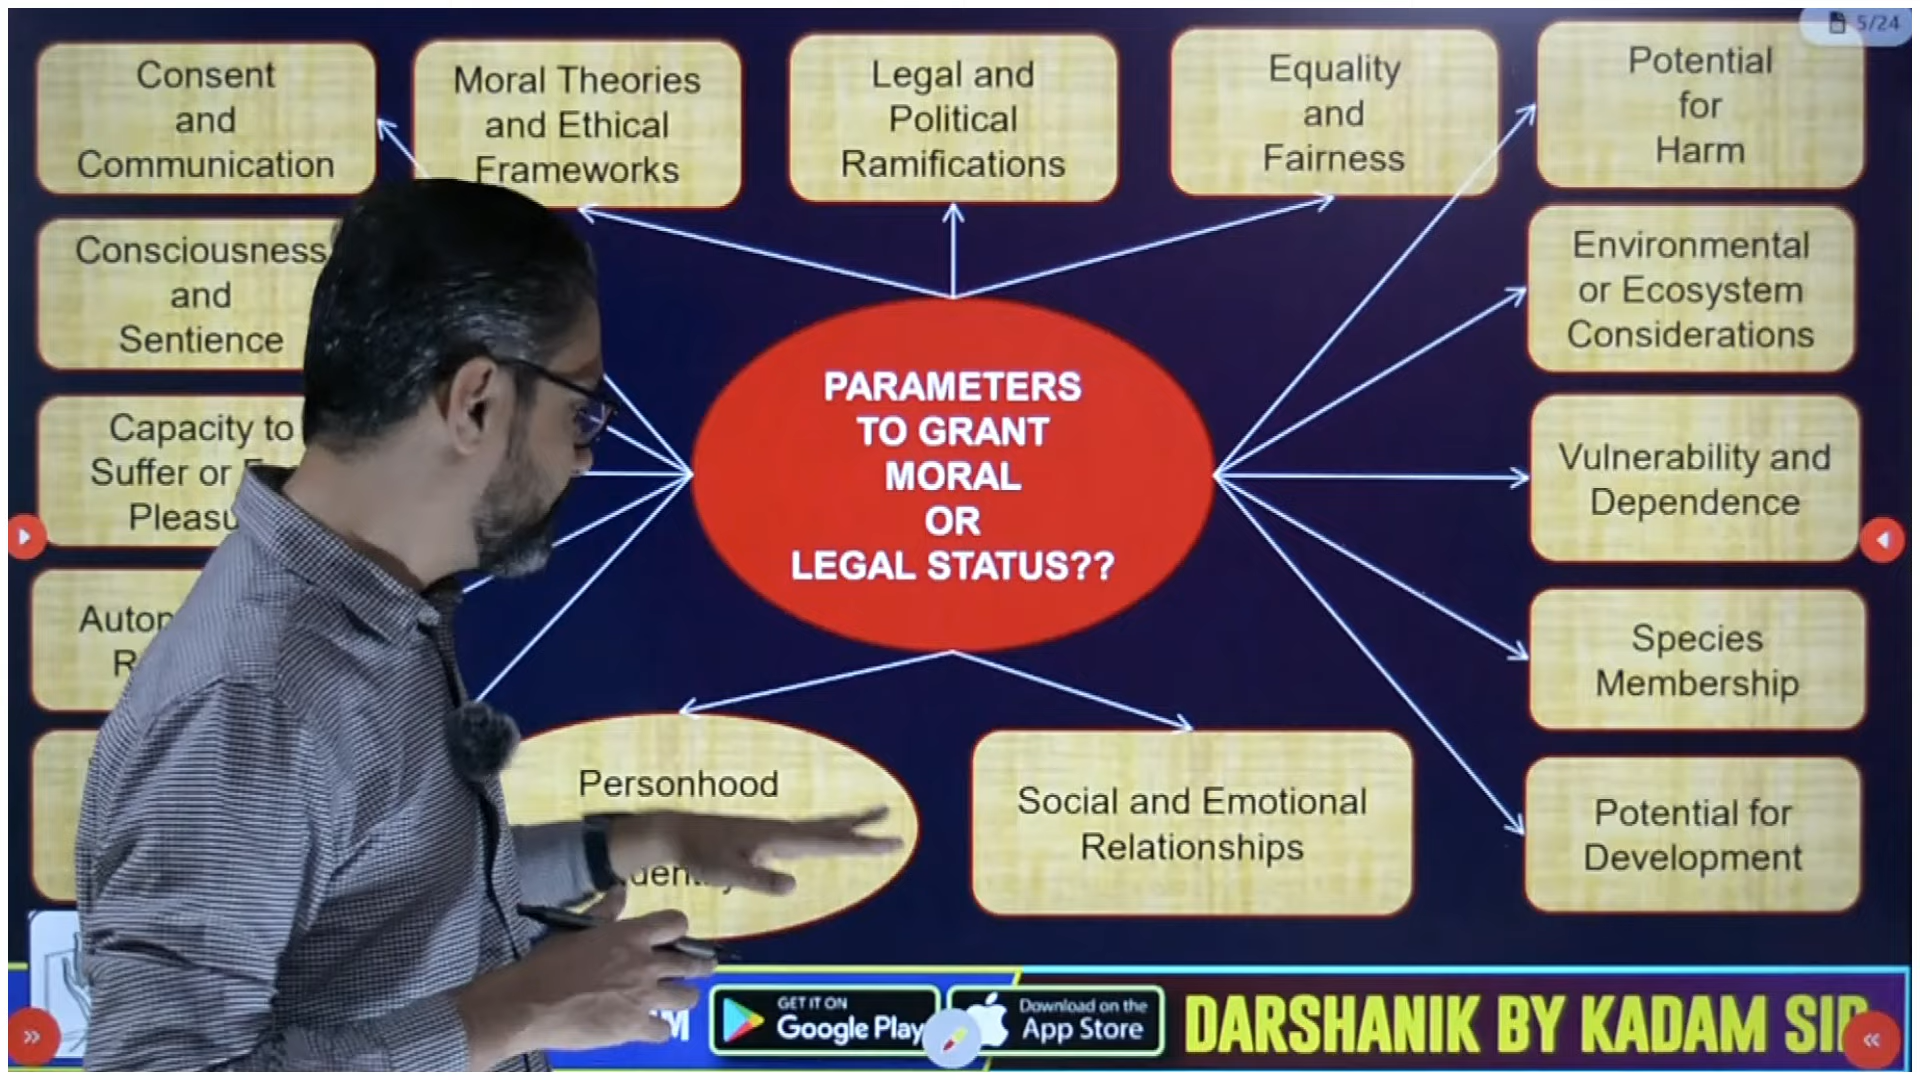 5/24
Consent
and
Communication
Moral Theories
and Ethical
Frameworks
Legal and
Political
Ramifications
Equality
and
Fairness
Potential
for
Harm
Consciousness
and
Sentience
Environmental
or Ecosystem
Considerations
PARAMETERS
TO GRANT
MORAL
OR
LEGAL STATUS??
Capacity to
Suffer or
Vulnerability and
Dependence
Species
Membership
Personhood
Social and Emotional
Relationships
Potential for
Development
GET IT ON
Google Play
Download on the
App Store
DARSHANIK BY KADAM SIR